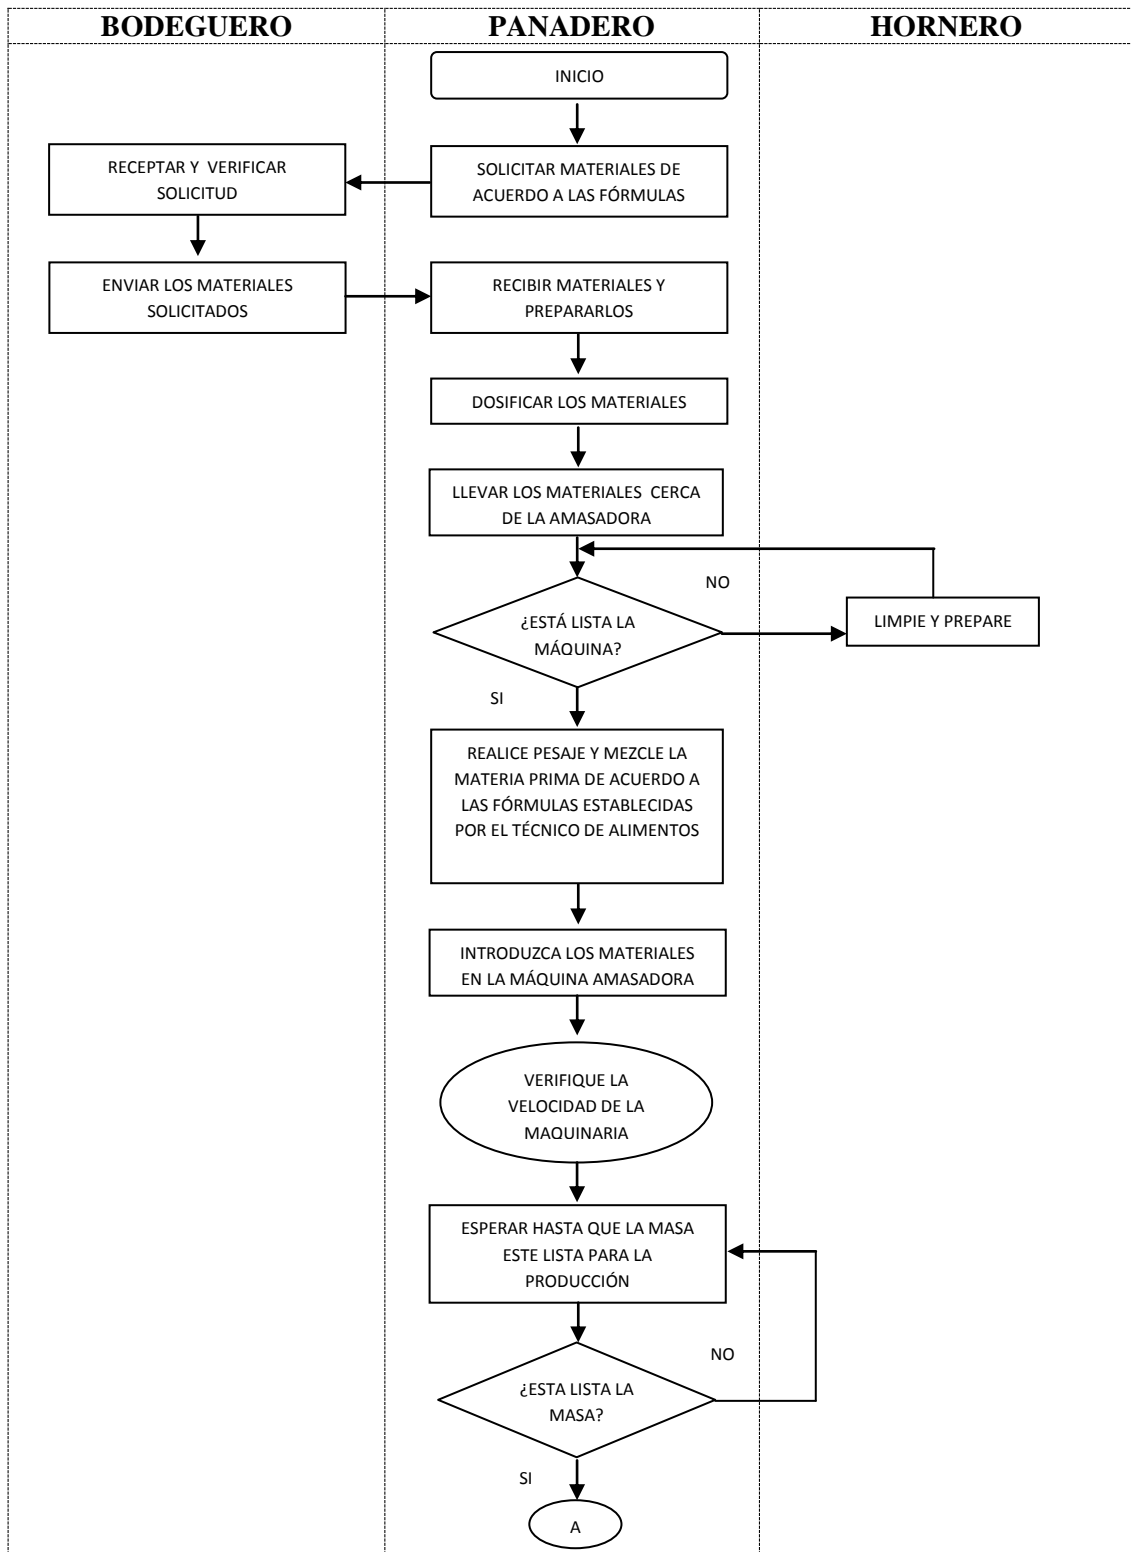 BODEGUERO
PANADERO
HORNERO
INICIO
RECEPTAR Y VERIFICAR
SOLICITUD
SOLICITAR MATERIALES DE
ACUERDO A LAS FÓRMULAS
ENVIAR LOS MATERIALES
SOLICITADOS
RECIBIR MATERIALES Y
PREPARARLOS
DOSIFICAR LOS MATERIALES
LLEVAR LOS MATERIALES CERCA
DE LA AMASADORA
NO
¿ESTÁ LISTA LA
MÁQUINA?
LIMPIE Y PREPARE
SI
REALICE PESAJE Y MEZCLE LA
MATERIA PRIMA DE ACUERDO A
LAS FÓRMULAS ESTABLECIDAS
POR EL TÉCNICO DE ALIMENTOS
INTRODUZCA LOS MATERIALES
EN LA MÁQUINA AMASADORA
VERIFIQUE LA
VELOCIDAD DE LA
MAQUINARIA
ESPERAR HASTA QUE LA MASA
ESTE LISTA PARA LA
PRODUCCIÓN
NO
¿ESTA LISTA LA
MASA?
SI
A